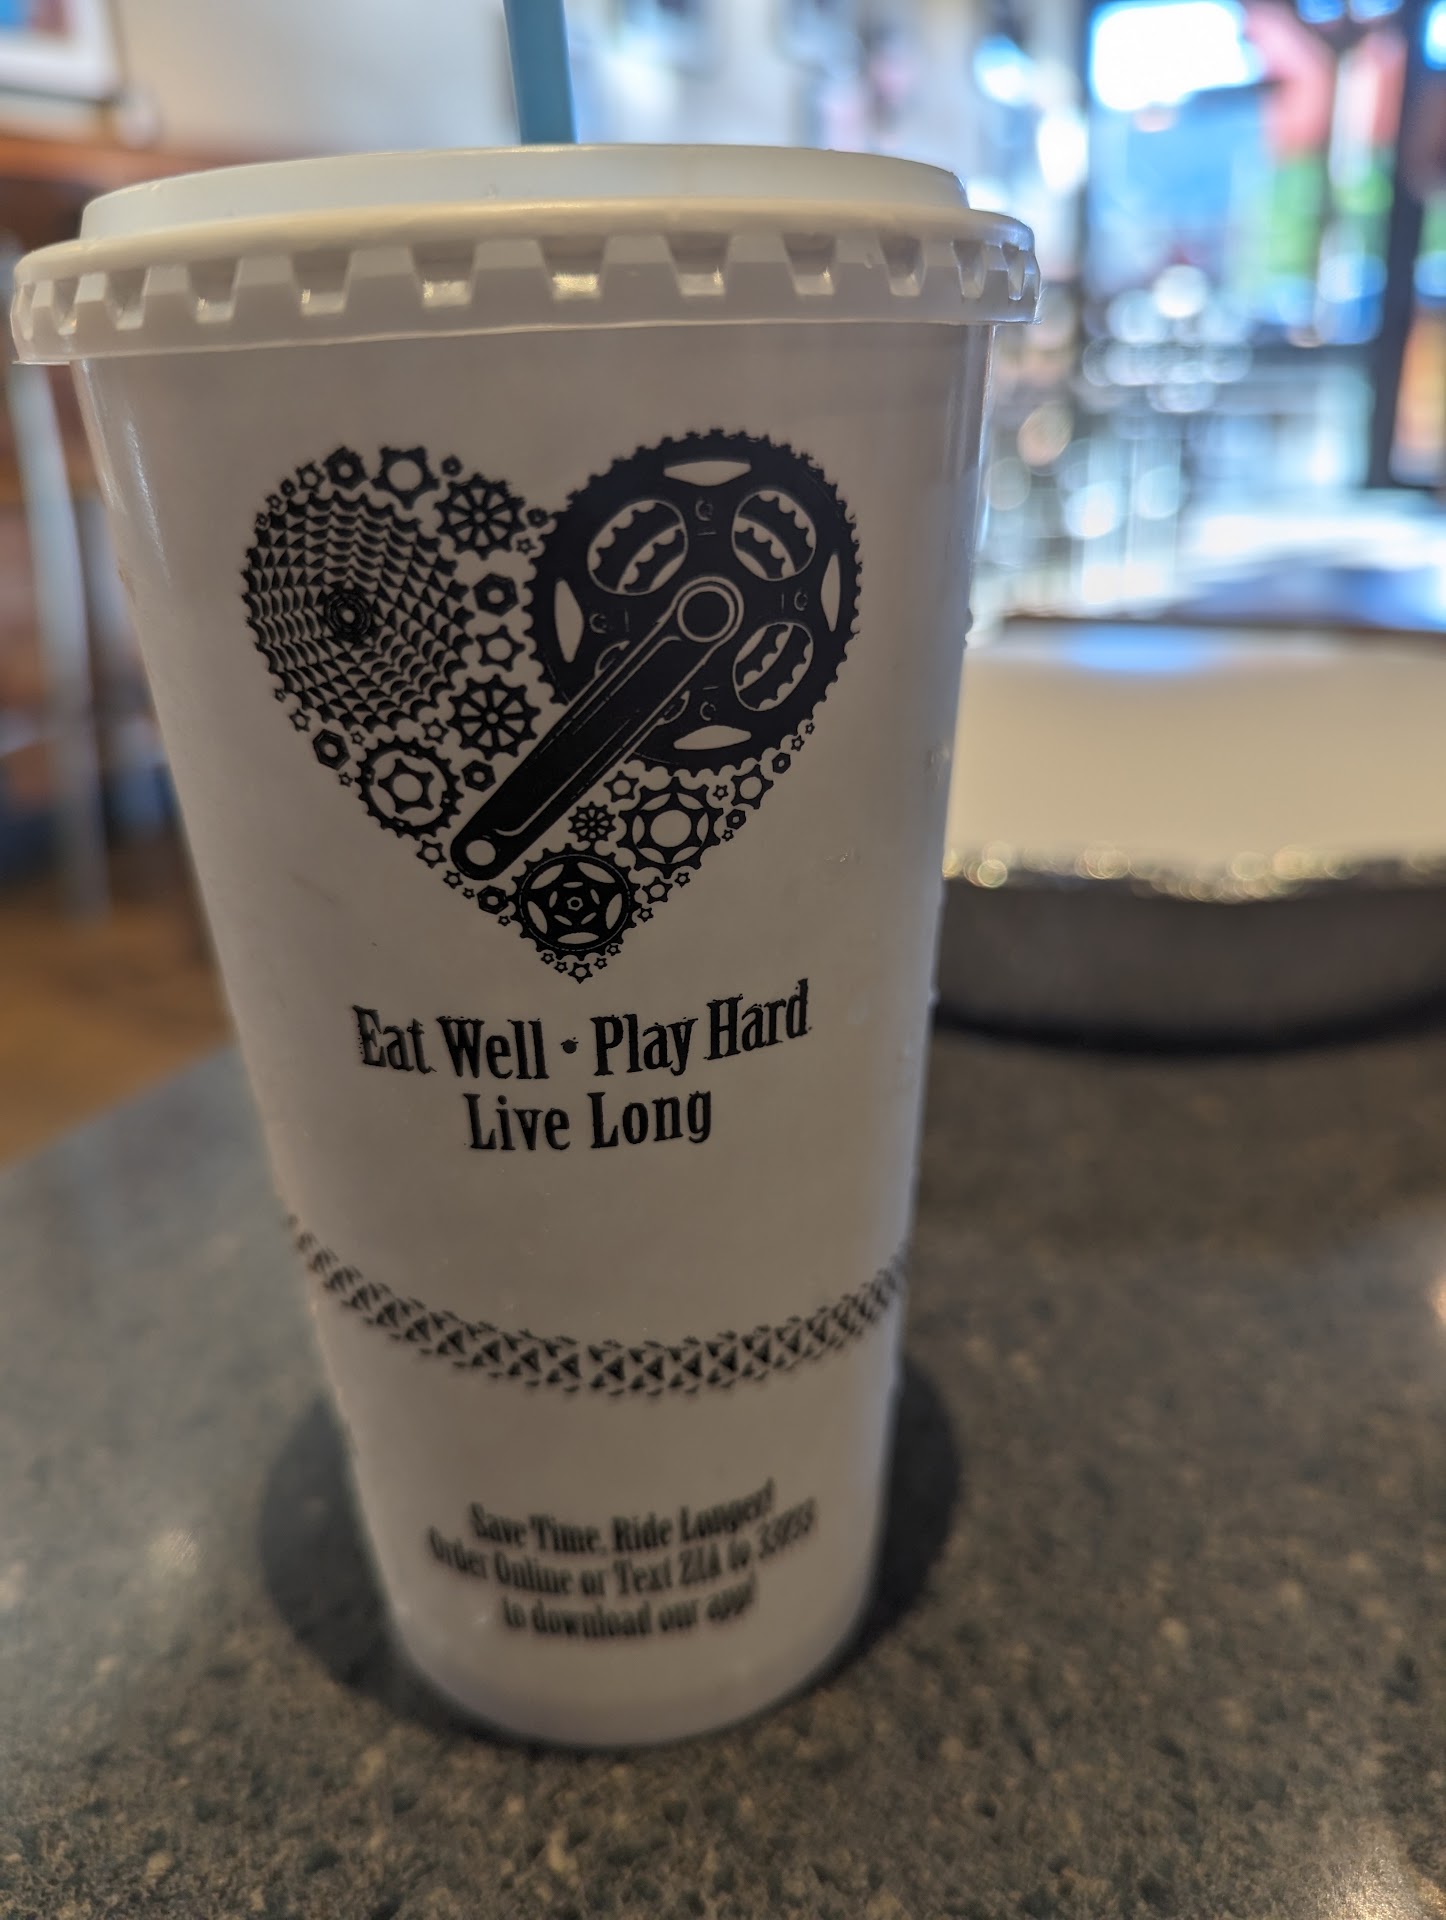 Eat Well • Play Hard
Live Long
Save Time, Ride Longer!
Order Online or Text ZIA to 33733
to download our app!